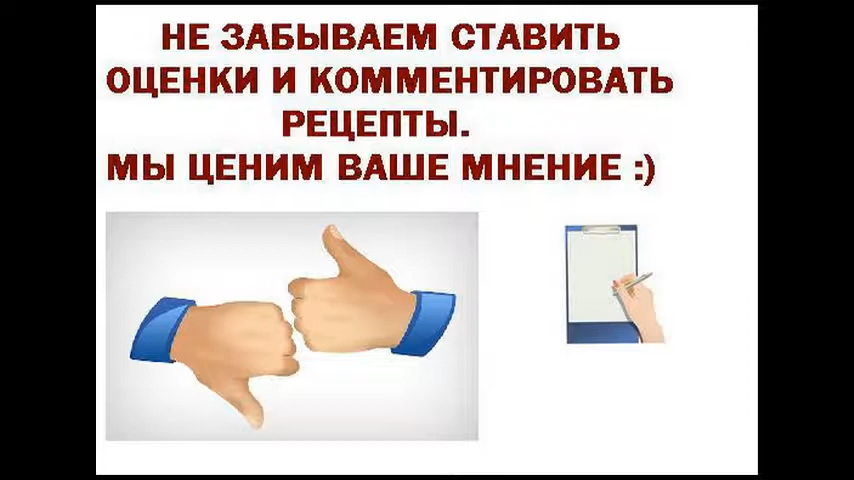 НЕ ЗАБЫВАЕМ СТАВИТЬ
ОЦЕНКИ И КОММЕНТИРОВАТЬ
РЕЦЕПТЫ.
МЫ ЦЕНИМ ВАШЕ МНЕНИЕ :)